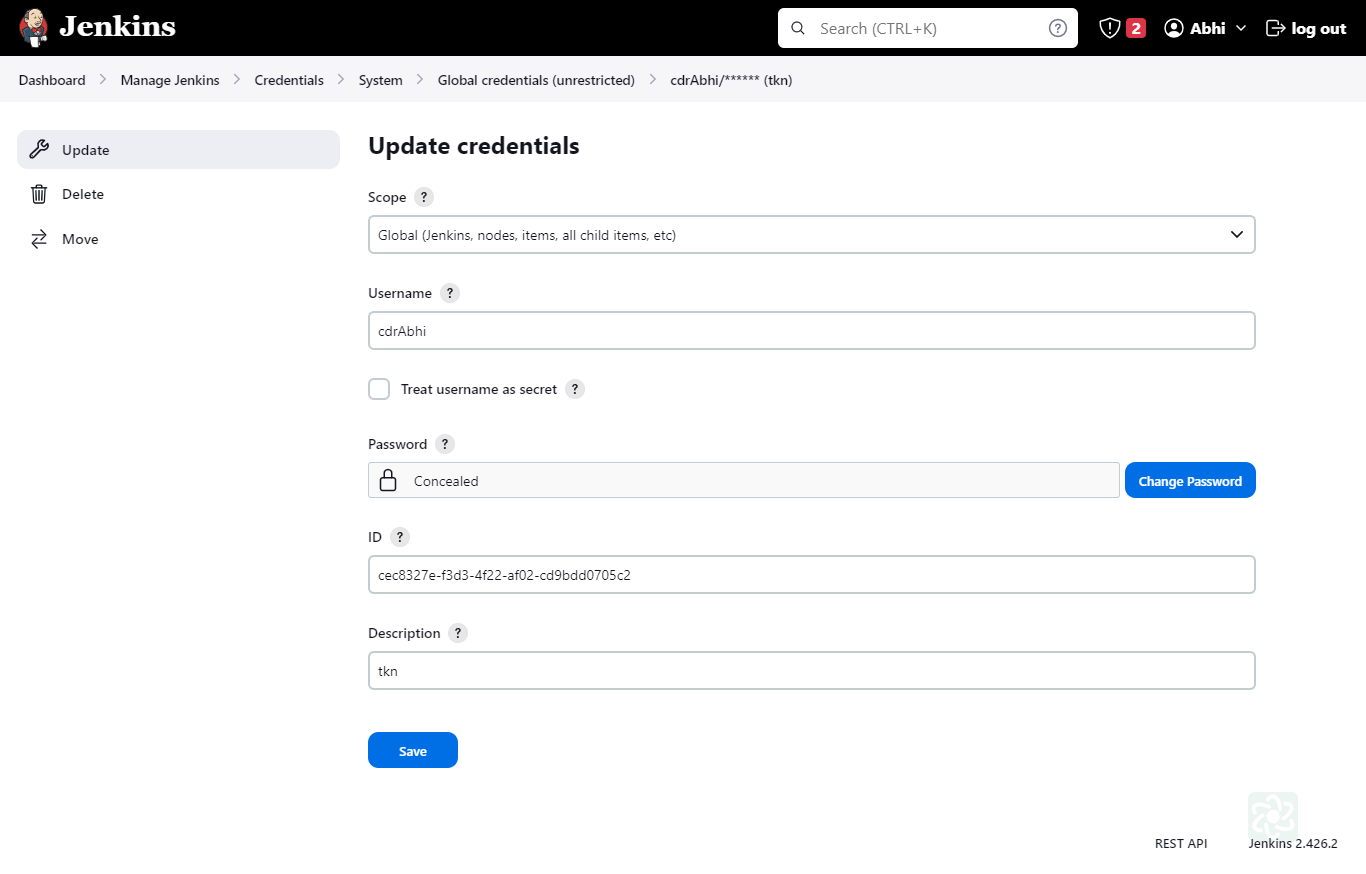 Jenkins
Search (CTRL+K) ?
2
Abhi
log out
Dashboard
Manage Jenkins
Credentials
System
Global credentials (unrestricted)
cdrAbhi/****** (tkn)
Update
Delete
Move
Update credentials
Scope ?
Global (Jenkins, nodes, items, all child items, etc)
Username ?
cdrAbhi
Treat username as secret ?
Password ?
Concealed
Change Password
ID ?
cec8327e-f3d3-4f22-af02-cd9bdd0705c2
Description ?
tkn
Save
REST API
Jenkins 2.426.2